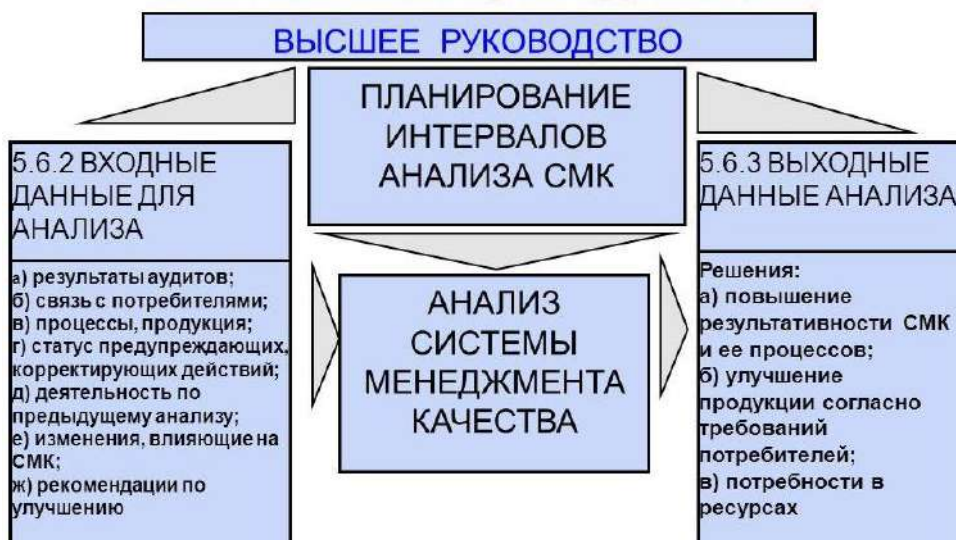 ВЫСШЕЕ РУКОВОДСТВО
ПЛАНИРОВАНИЕ
ИНТЕРВАЛОВ
АНАЛИЗА СМК
5.6.2 ВХОДНЫЕ
ДАННЫЕ ДЛЯ
АНАЛИЗА
а) результаты аудитов;
б) связь с потребителями;
в) процессы, продукция;
г) статус предупреждающих,
корректирующих действий;
д) деятельность по
предыдущему анализу;
е) изменения, влияющие на
СМК;
ж) рекомендации по
улучшению
АНАЛИЗ
СИСТЕМЫ
МЕНЕДЖМЕНТА
КАЧЕСТВА
5.6.3 ВЫХОДНЫЕ
ДАННЫЕ АНАЛИЗА
Решения:
а) повышение
результативности СМК
и ее процессов;
б) улучшение
продукции согласно
требований
потребителей;
в) потребности в
ресурсах